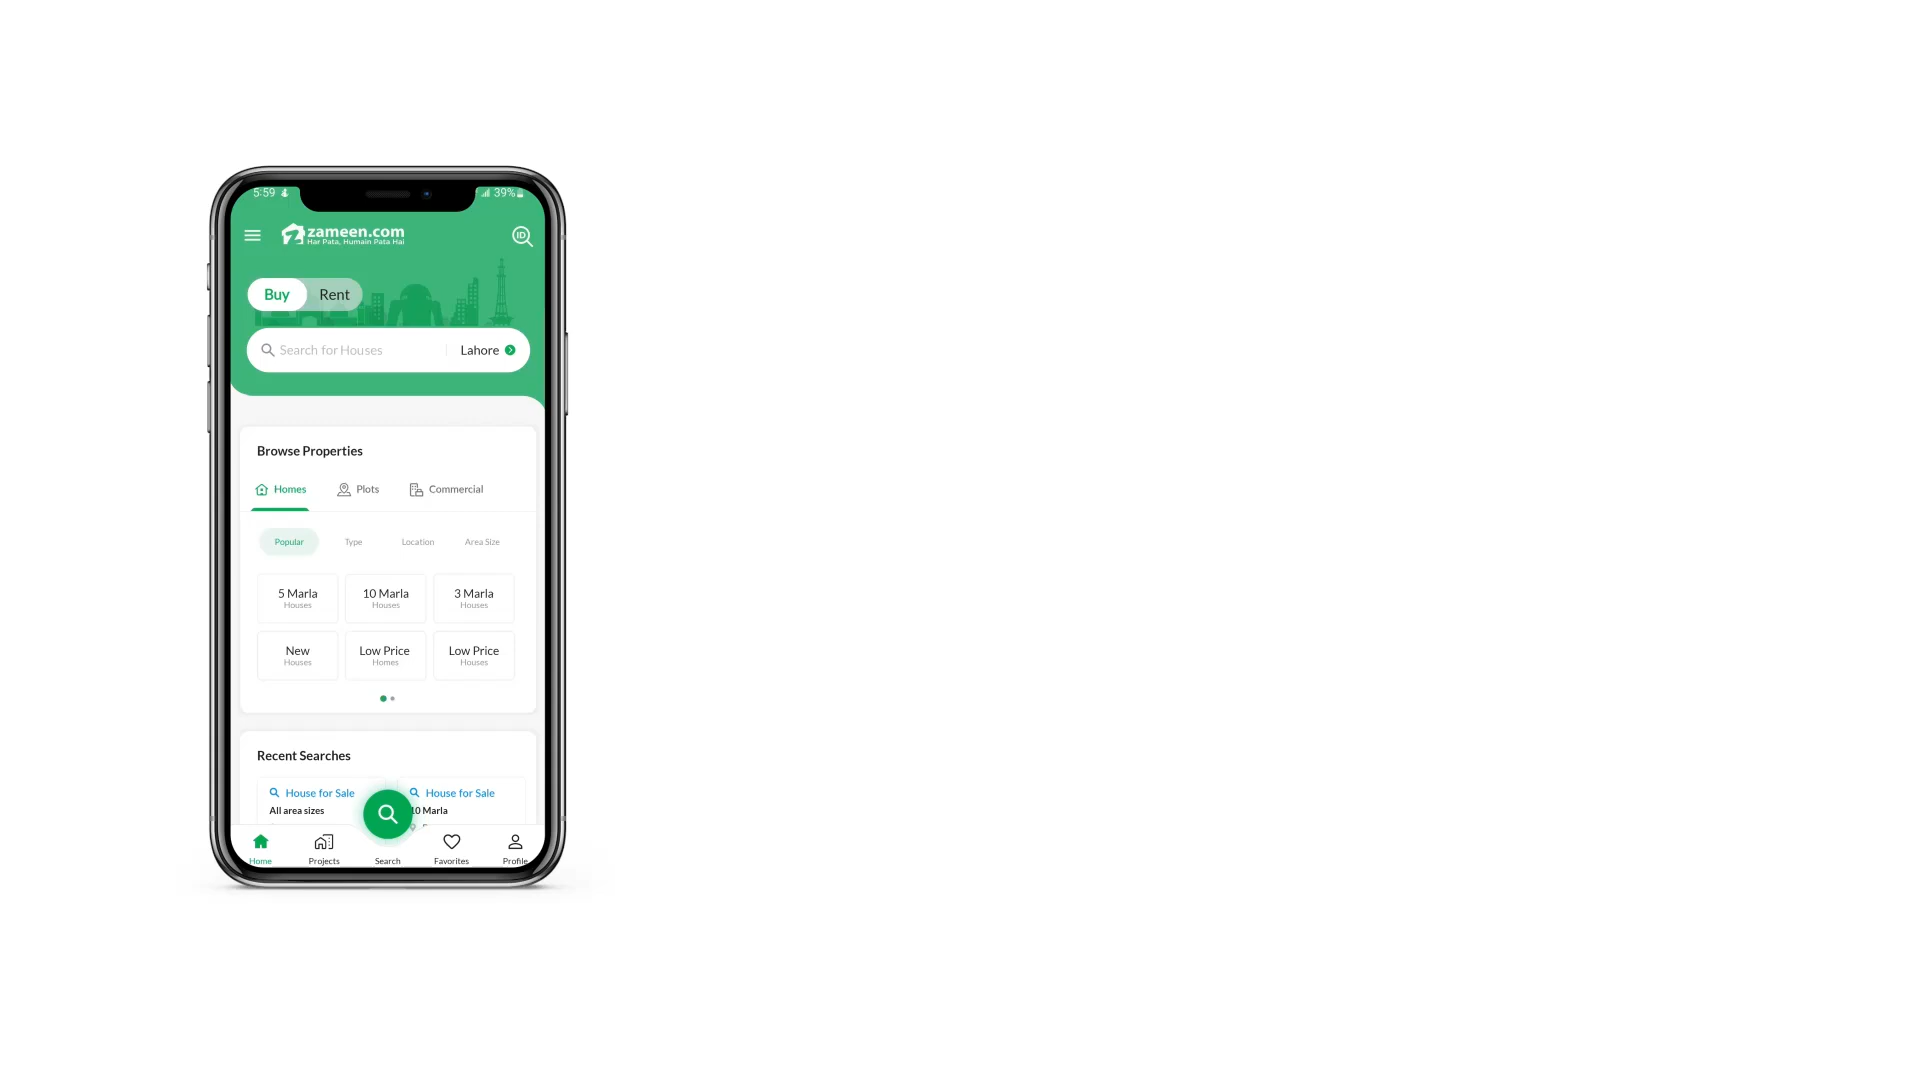 5:59
39%
zameen.com
Har Pata, Humain Pata Hai
ID
Buy Rent
Search for Houses Lahore
Browse Properties
Homes Plots Commercial
Popular Type Location Area Size
5 Marla 10 Marla 3 Marla
Houses Houses Houses
New Low Price Low Price
Houses Homes Houses
Recent Searches
House for Sale House for Sale
All area sizes 10 Marla
Home Projects Search Favorites Profile